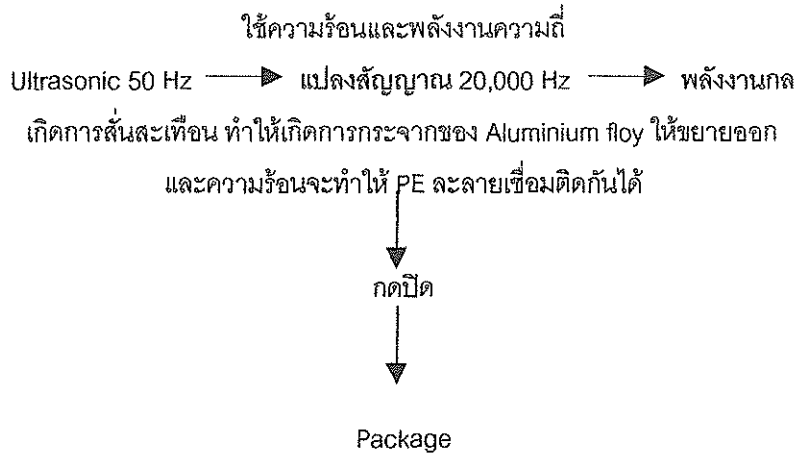 ใช้ความร้อนและพลังงานความถี่
Ultrasonic 50 Hz → แปลงสัญญาณ 20,000 Hz → พลังงานกล
เกิดการสั่นสะเทือน ทำให้เกิดการกระจากของ Aluminium floy ให้ขยายออก
และความร้อนจะทำให้ PE ละลายเชื่อมติดกันได้
กดปิด
Package